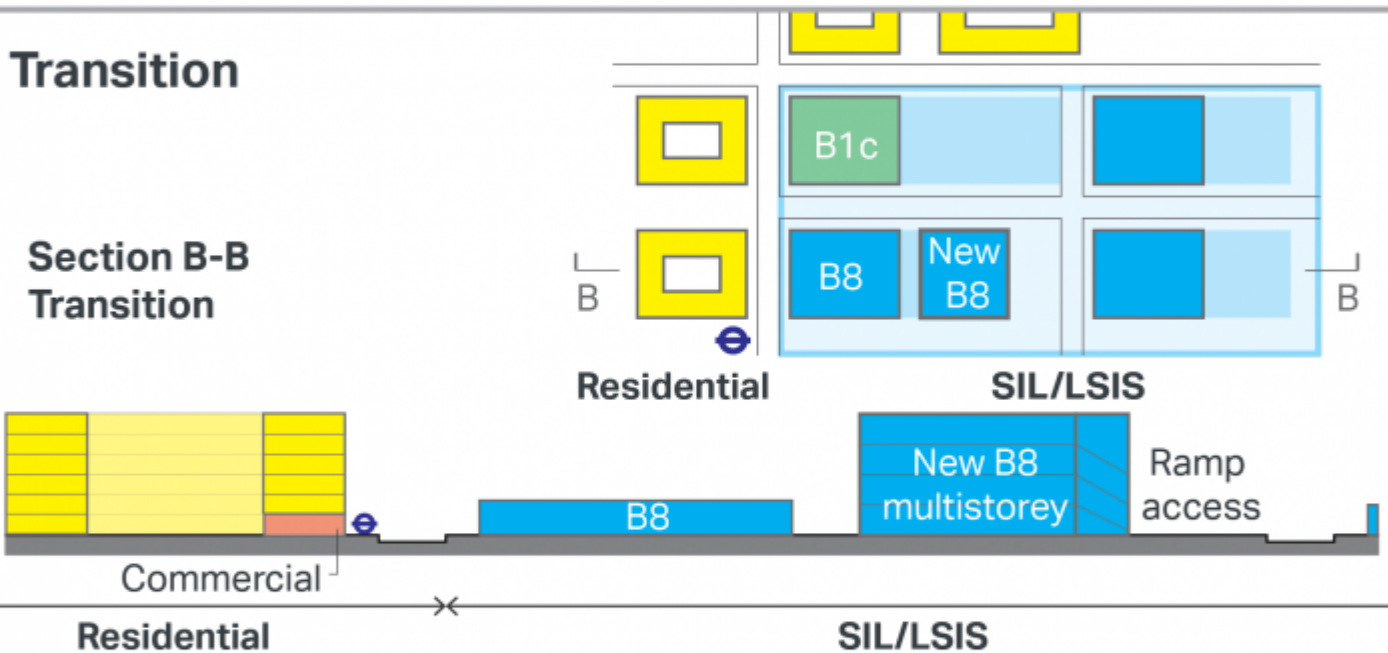 Transition
B1c
Section B-B
Transition
B
B8
New
B8
B
Residential
SIL/LSIS
New B8
multistorey
Ramp
access
B8
Commercial
Residential
SIL/LSIS